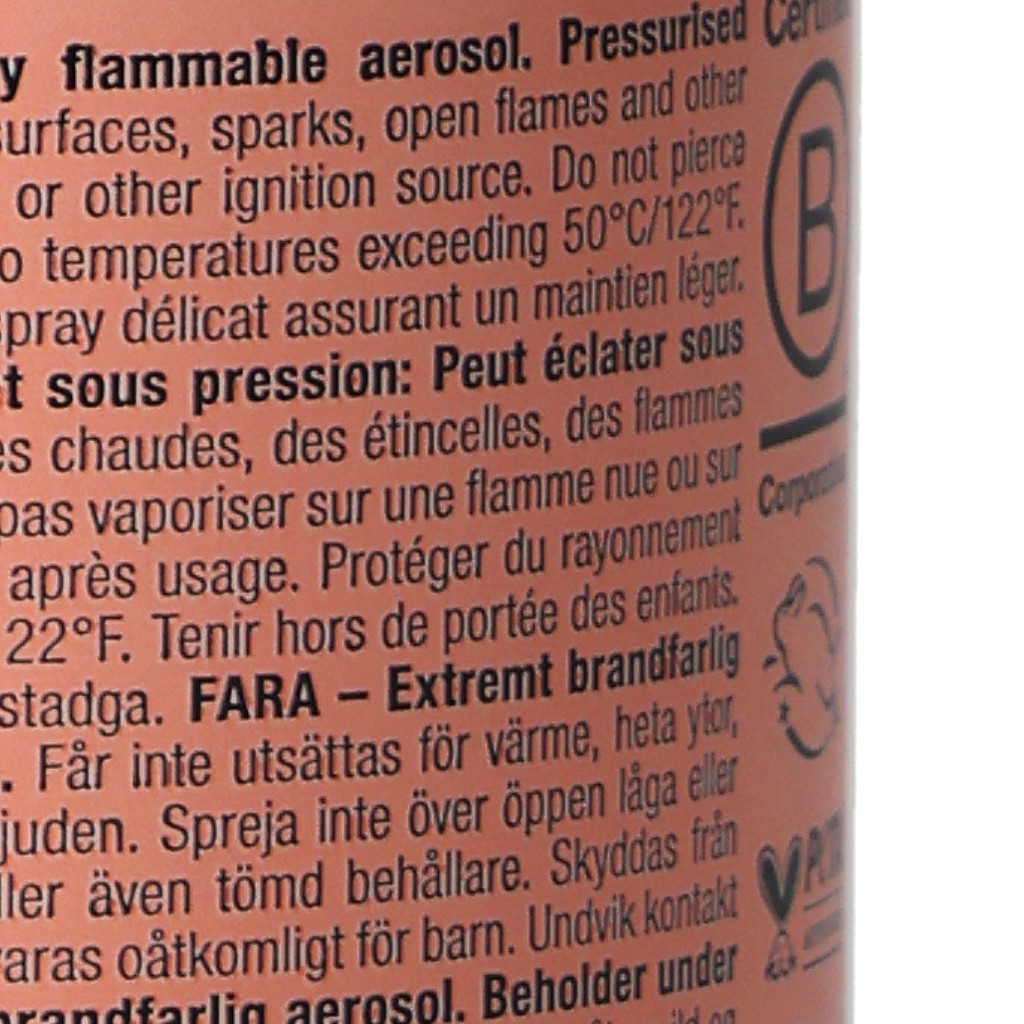 flammable aerosol. Pressurised
surfaces, sparks, open flames and other
or other ignition source. Do not pierce
temperatures exceeding 50°C/122°F.
spray délicat assurant un maintien léger.
sous pression: Peut éclater sous
chaudes, des étincelles, des flammes
pas vaporiser sur une flamme nue ou sur
après usage. Protéger du rayonnement
22°F. Tenir hors de portée des enfants.
stadga. FARA – Extremt brandfarlig
. Får inte utsättas för värme, heta ytor,
juden. Spreja inte över öppen låga eller
ller även tömd behållare. Skyddas från
varas oåtkomligt för barn. Undvik kontakt
brandfarlig aerosol. Beholder under
B